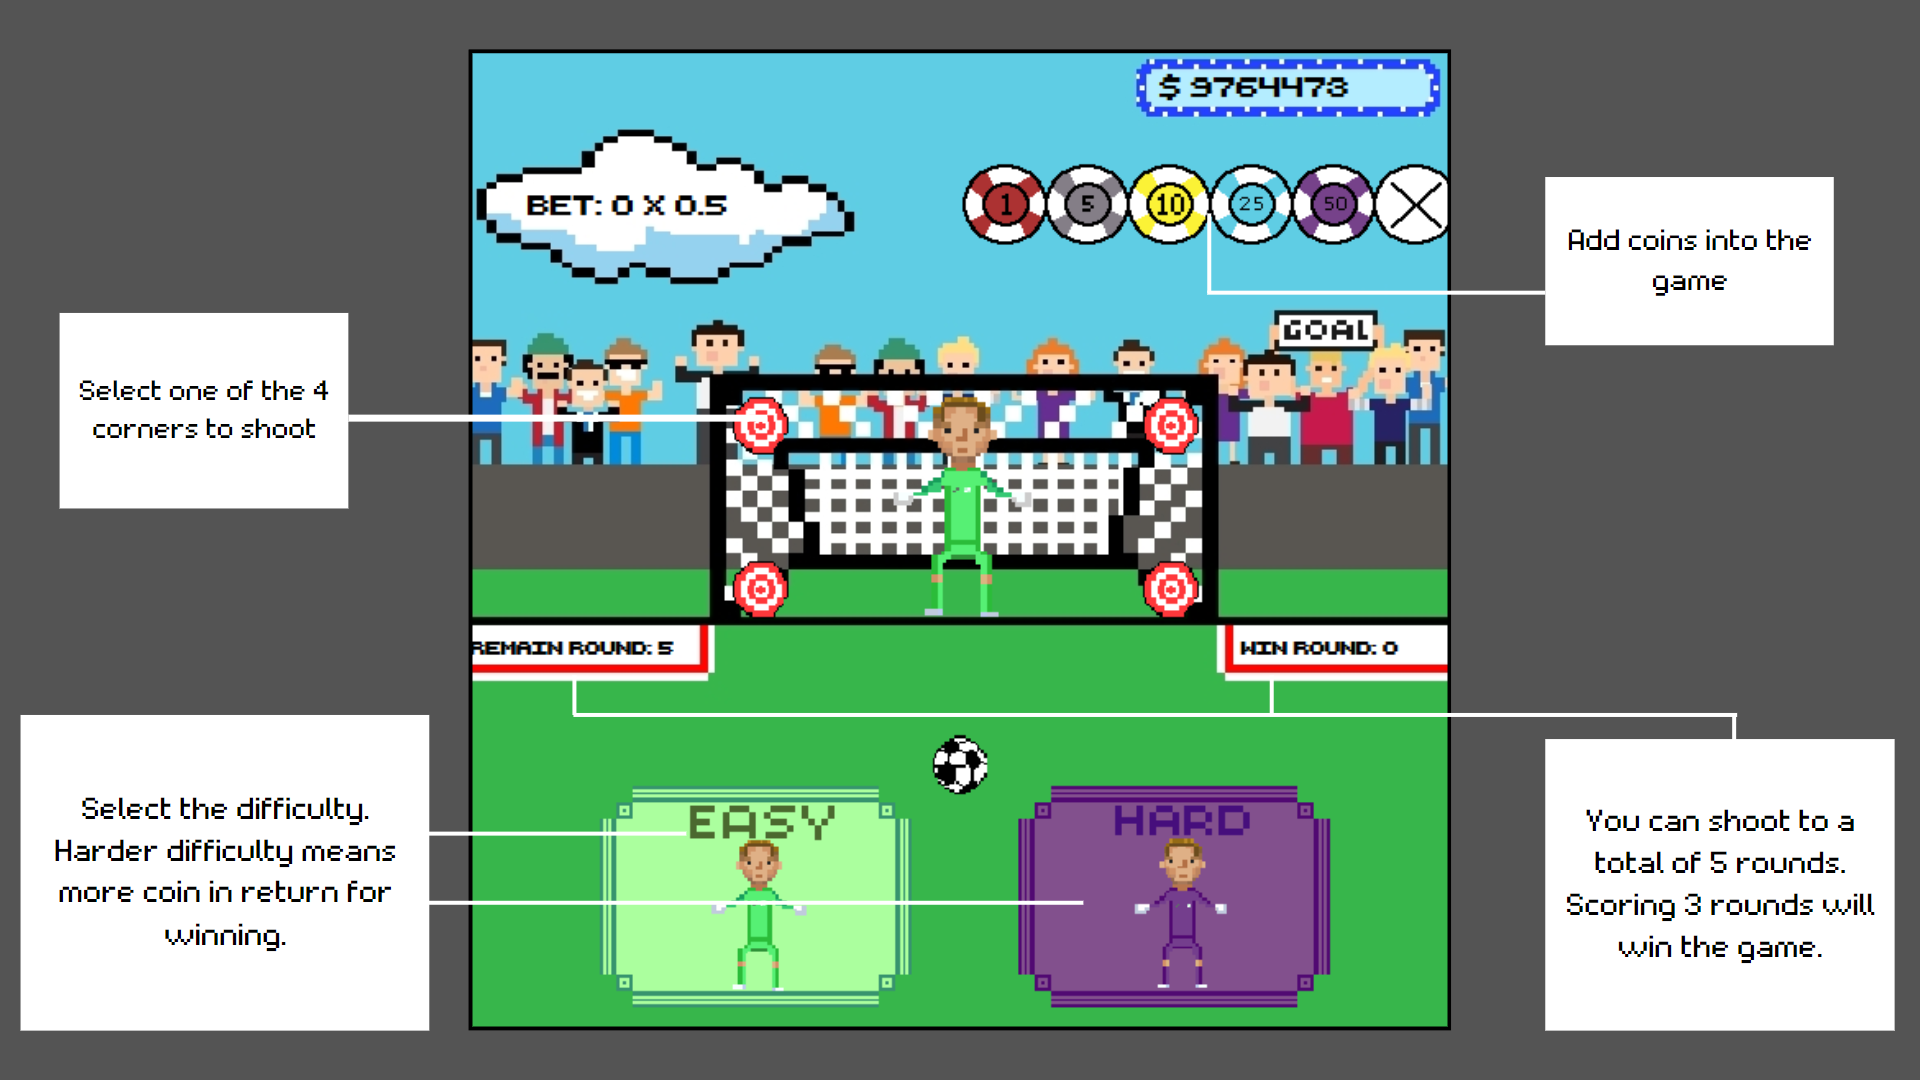 $ 9764473
BET: 0 X 0.5
1
5
10
25
50
Add coins into the
game
GOAL
Select one of the 4
corners to shoot
REMAIN ROUND: 5
WIN ROUND: 0
EASY
HARD
Select the difficulty.
Harder difficulty means
more coin in return for
winning.
You can shoot to a
total of 5 rounds.
Scoring 3 rounds will
win the game.